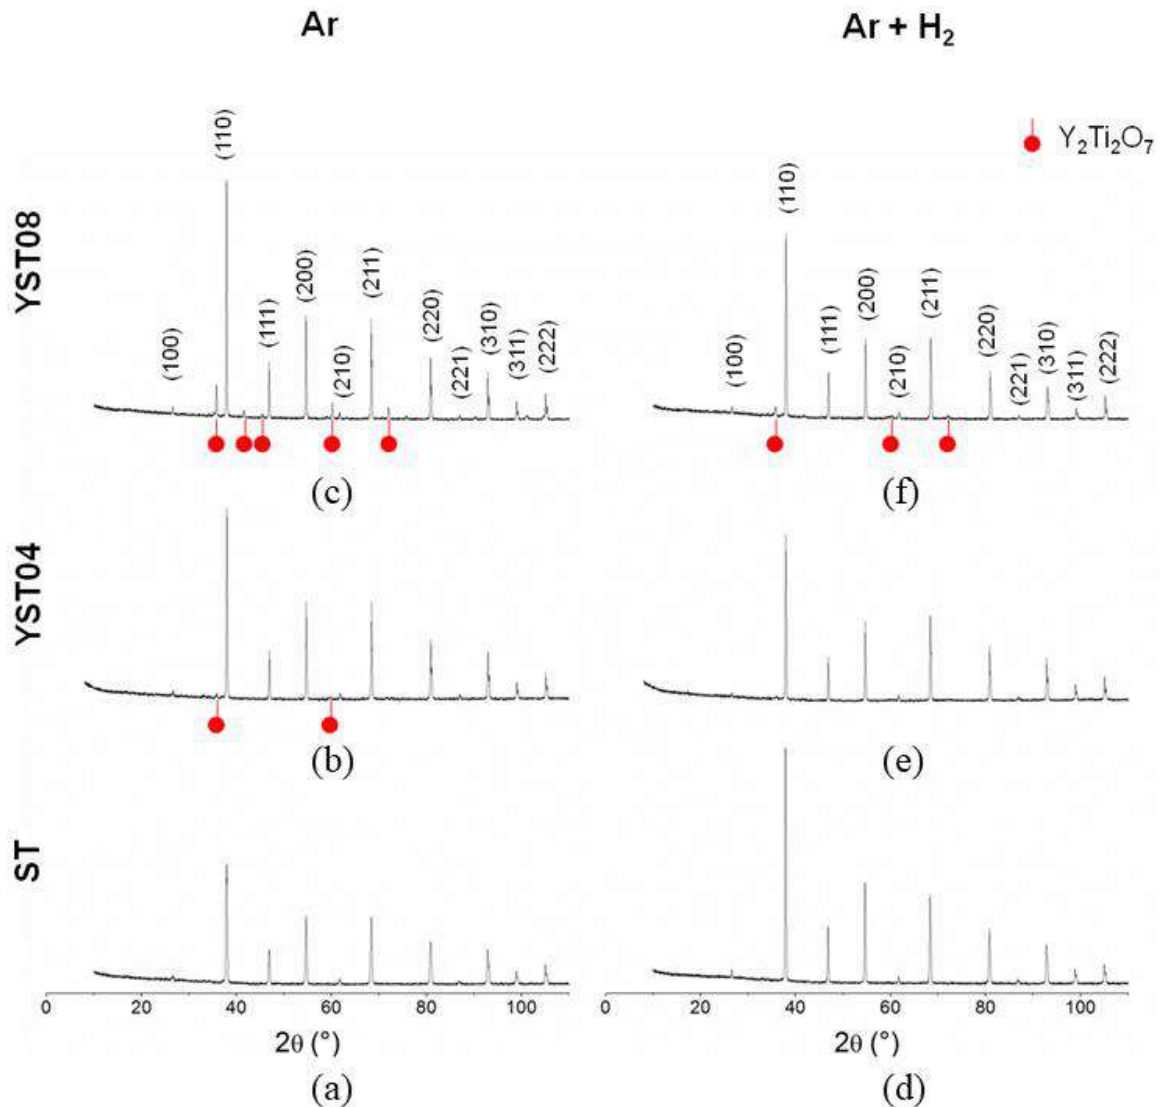 Ar
Ar + H₂
Y₂Ti₂O₇
YST08
(100)
(110)
(111)
(200)
(210)
(211)
(220)
(221)
(310)
(311)
(222)
(c)
(100)
(110)
(111)
(200)
(210)
(211)
(220)
(221)
(310)
(311)
(222)
(f)
YST04
(b)
(e)
ST
0 20 40 60 80 100
2θ (°)
(a)
0 20 40 60 80 100
2θ (°)
(d)